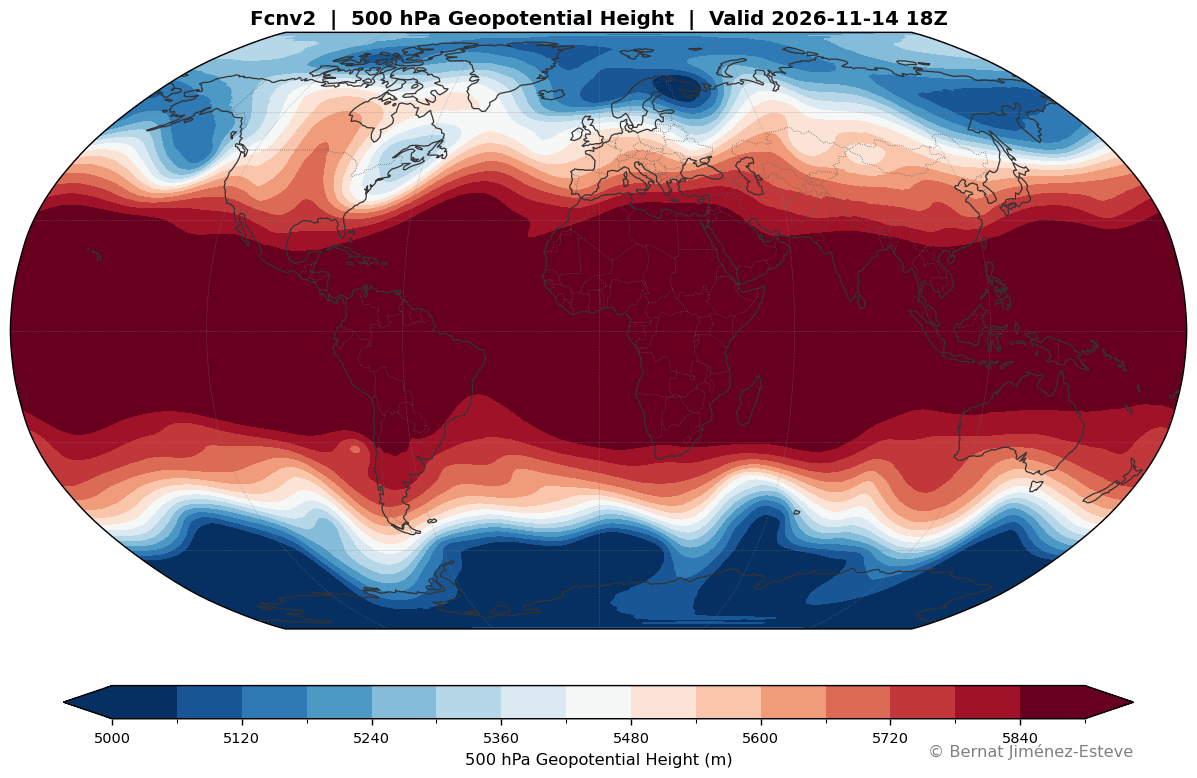 Fcnv2  |  500 hPa Geopotential Height  |  Valid 2026-11-14 18Z
5000 5120 5240 5360 5480 5600 5720 5840
500 hPa Geopotential Height (m)
© Bernat Jiménez-Esteve